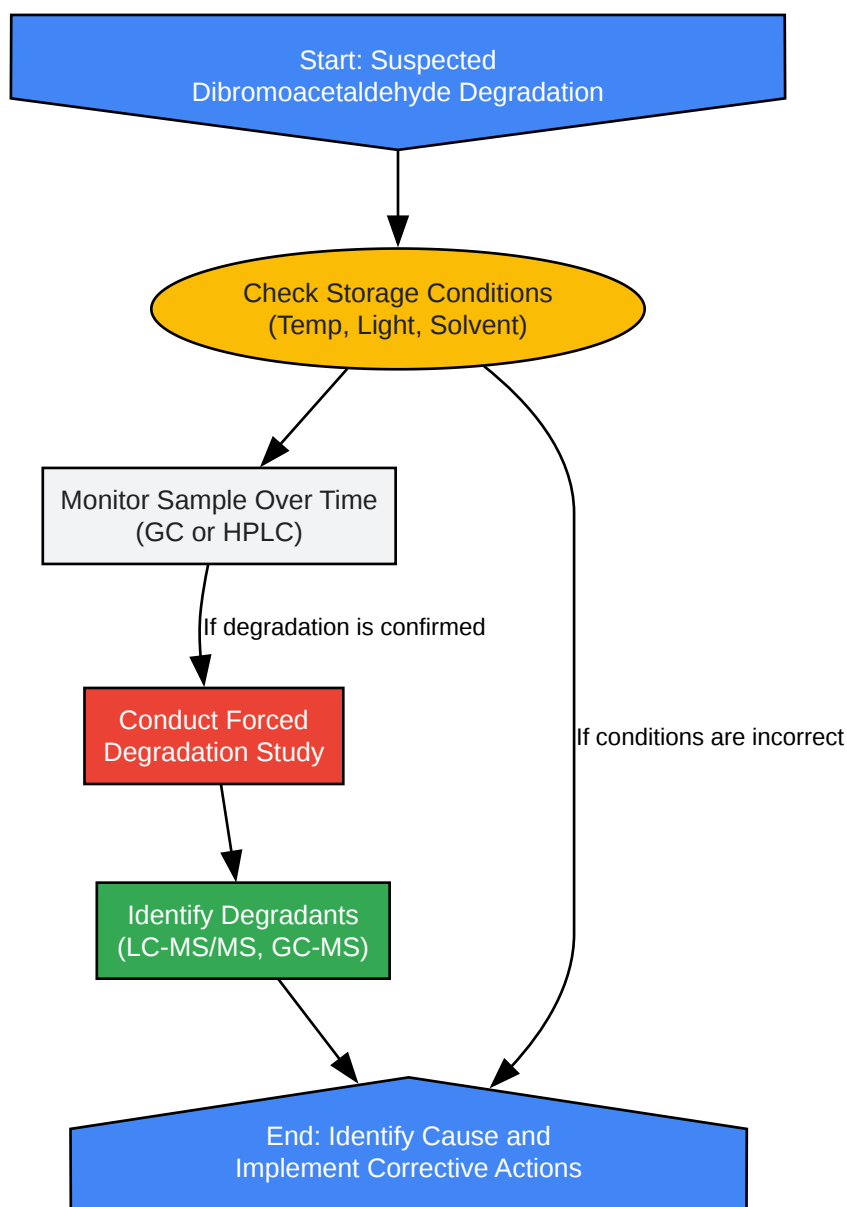 Start: Suspected
Dibromoacetaldehyde Degradation
Check Storage Conditions
(Temp, Light, Solvent)
Monitor Sample Over Time
(GC or HPLC)
If degradation is confirmed
Conduct Forced
Degradation Study
If conditions are incorrect
Identify Degradants
(LC-MS/MS, GC-MS)
End: Identify Cause and
Implement Corrective Actions